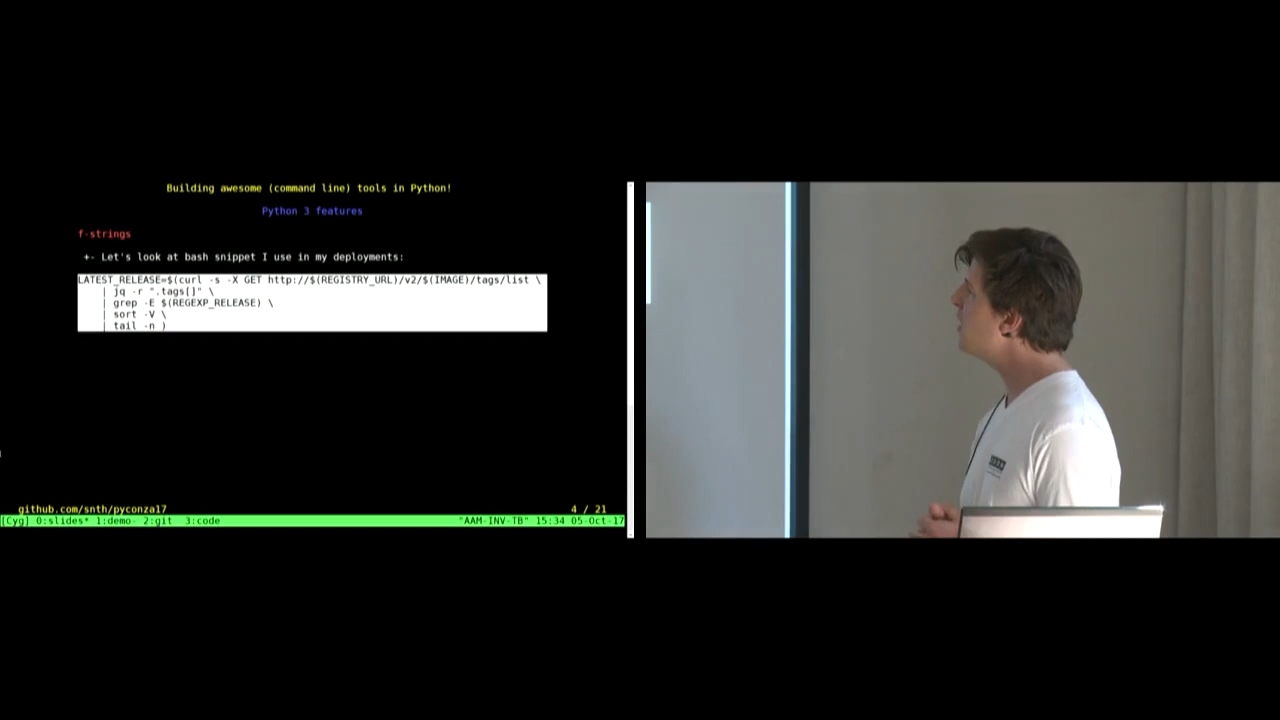 Building awesome (command line) tools in Python!
Python 3 features
f-strings
+- Let's look at bash snippet I use in my deployments:
LATEST_RELEASE=$(curl -s -X GET http://$(REGISTRY_URL)/v2/$(IMAGE)/tags/list \
| jq -r ".tags[]" \
| grep -E $(REGEXP_RELEASE) \
| sort -V \
| tail -n )
github.com/snth/pyconza17
4 / 21
[Cyg] 0:slides* 1:demo- 2:git 3:code
"AAM-INV-TB" 15:34 05-Oct-17